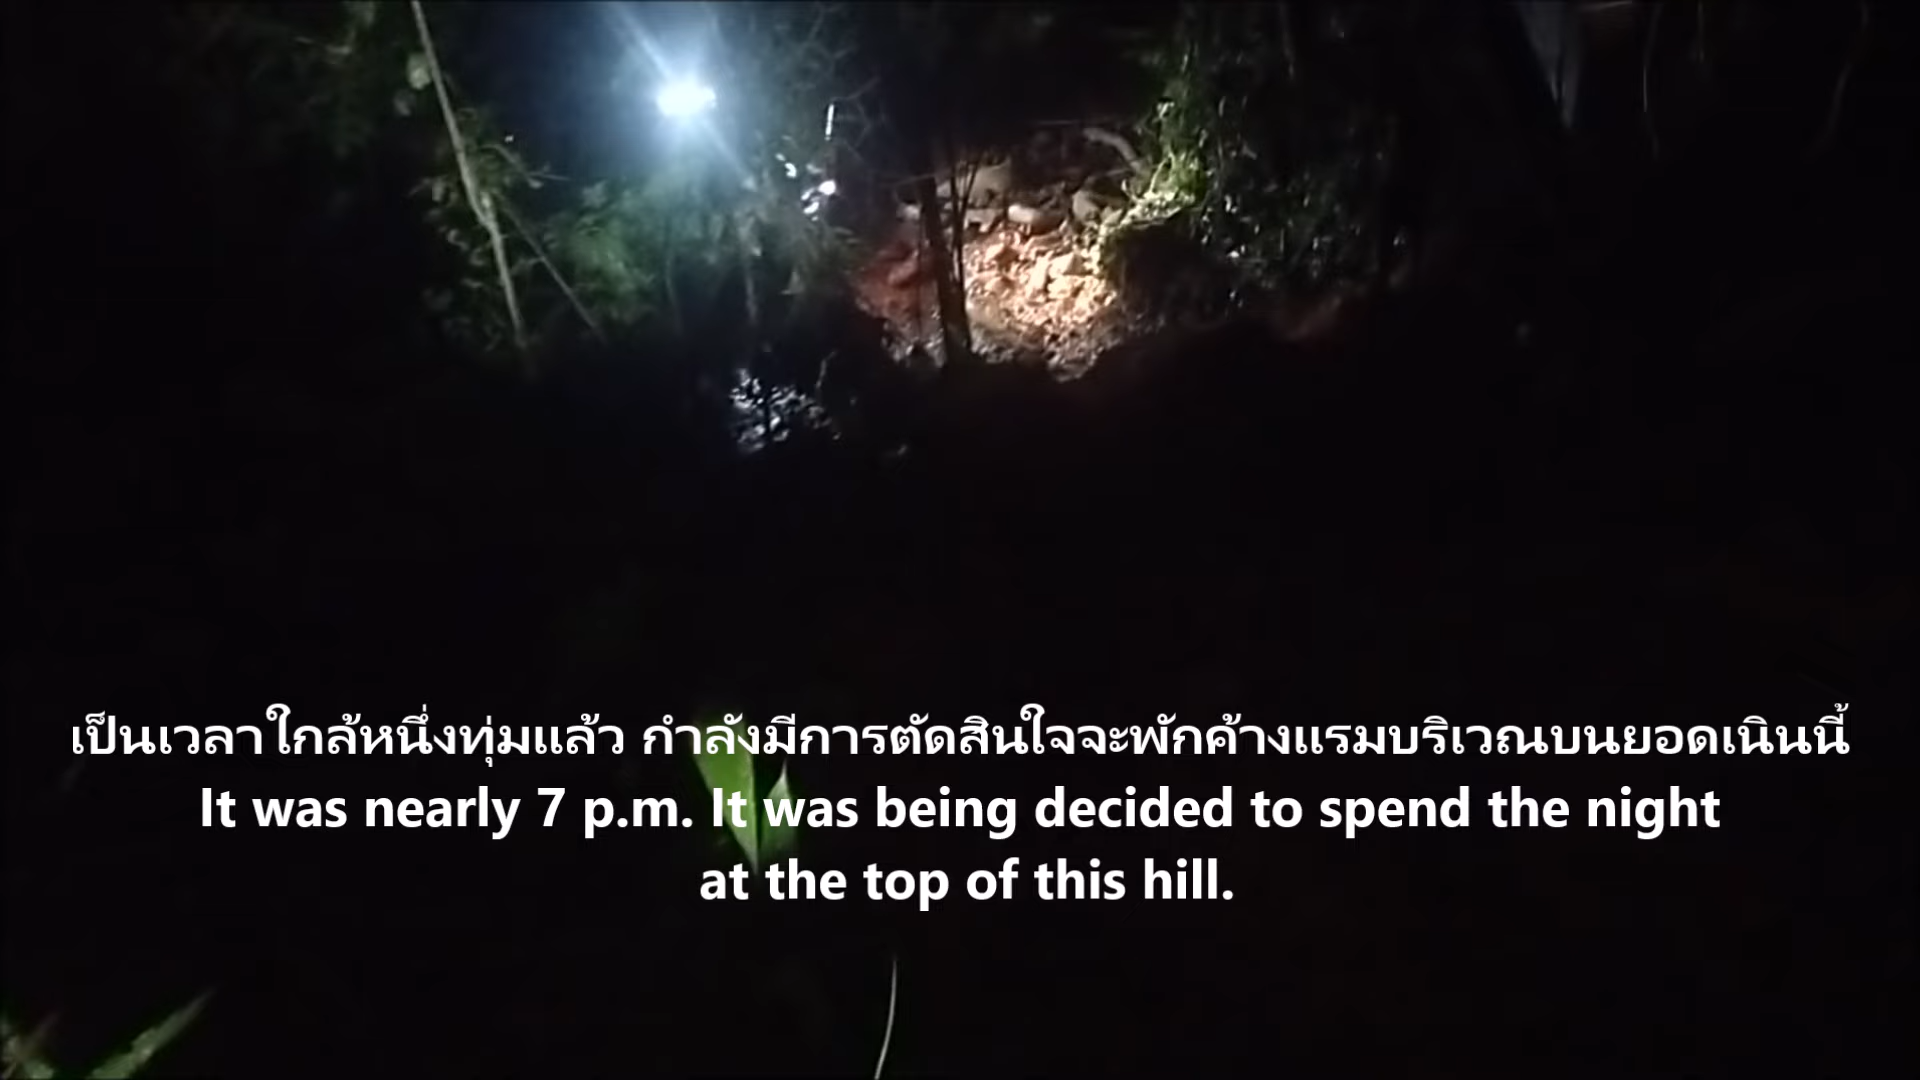 เป็นเวลาใกล้หนึ่งทุ่มแล้ว กำลังมีการตัดสินใจจะพักค้างแรมบริเวณบนยอดเนินนี้
It was nearly 7 p.m. It was being decided to spend the night
at the top of this hill.